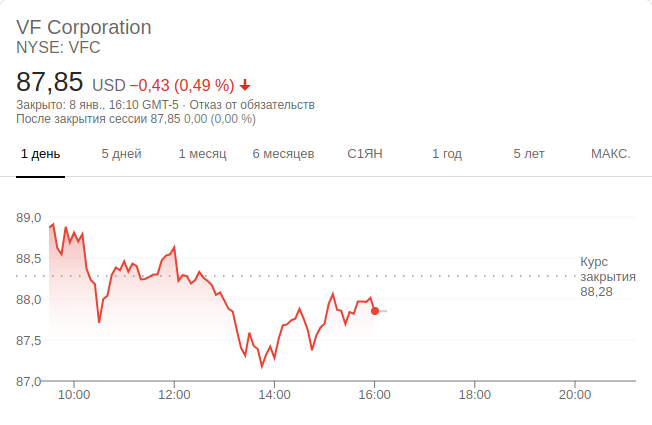 VF Corporation
NYSE: VFC
87,85 USD −0,43 (0,49 %)
Закрыто: 8 янв., 16:10 GMT-5 · Отказ от обязательств
После закрытия сессии 87,85 0,00 (0,00 %)
1 день 5 дней 1 месяц 6 месяцев С1ЯН 1 год 5 лет МАКС.
89,0
88,5
88,0
87,5
87,0
Курс
закрытия
88,28
10:00 12:00 14:00 16:00 18:00 20:00